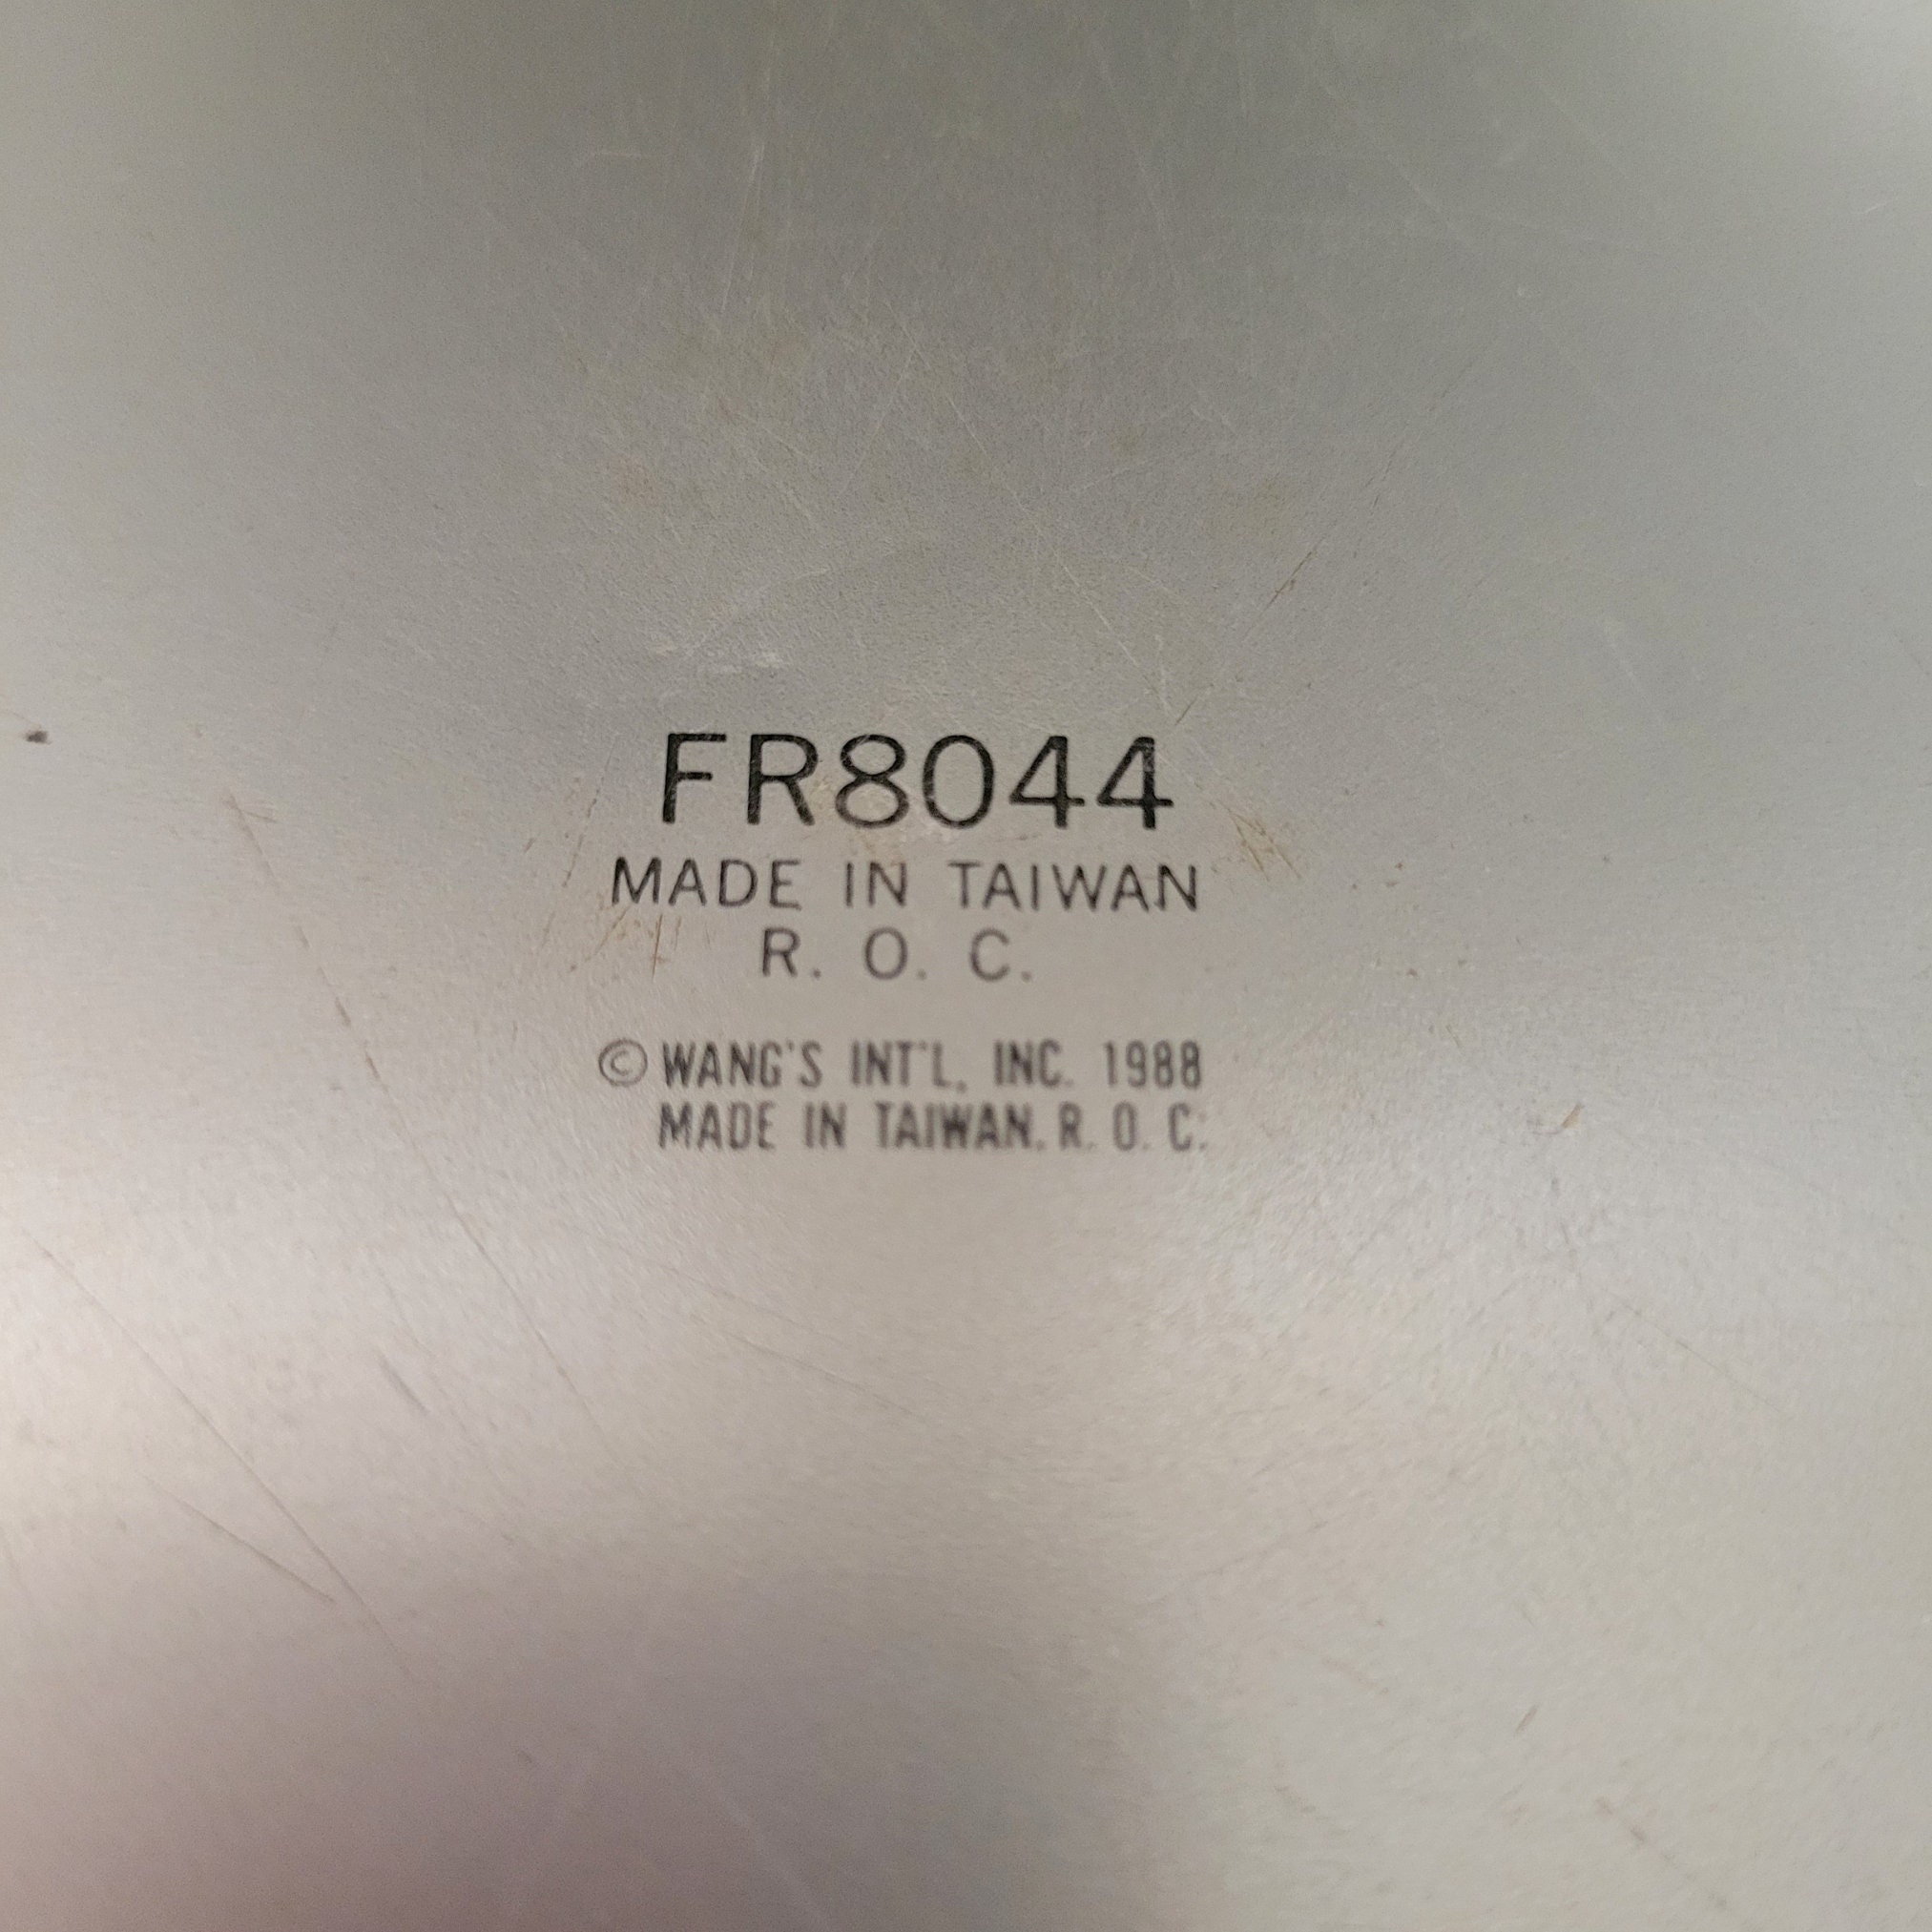 FR8044
MADE IN TAIWAN
R. O. C.
© WANG'S INT'L, INC. 1988
MADE IN TAIWAN. R. O. C.